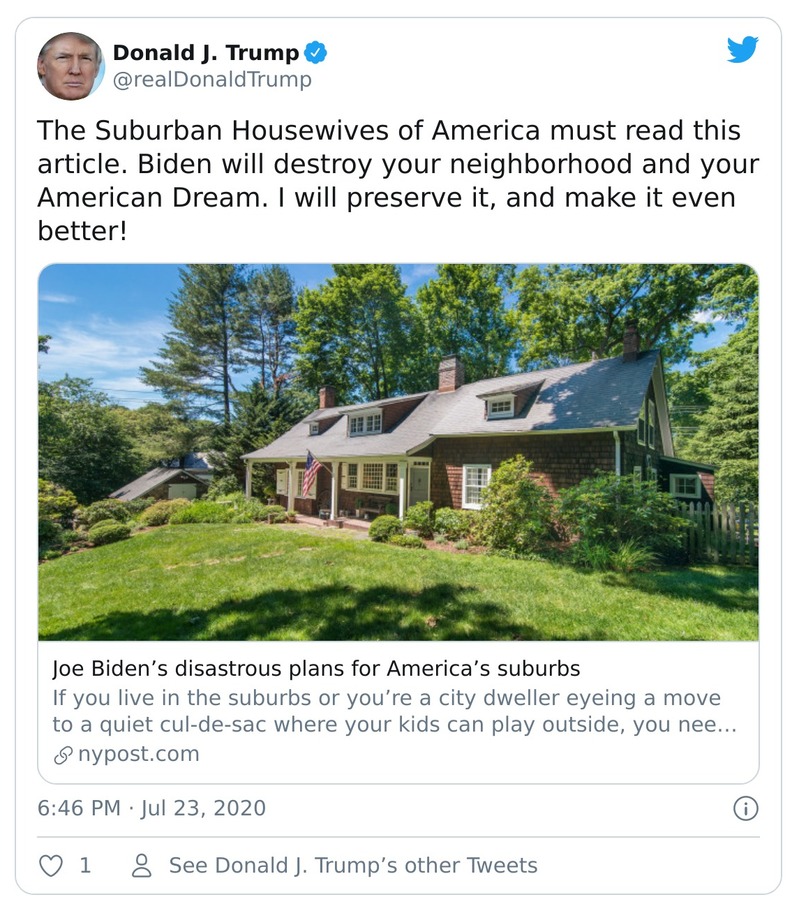 Donald J. Trump
@realDonaldTrump
The Suburban Housewives of America must read this
article. Biden will destroy your neighborhood and your
American Dream. I will preserve it, and make it even
better!
Joe Biden’s disastrous plans for America’s suburbs
If you live in the suburbs or you’re a city dweller eyeing a move
to a quiet cul-de-sac where your kids can play outside, you nee…
nypost.com
6:46 PM · Jul 23, 2020
1
See Donald J. Trump’s other Tweets